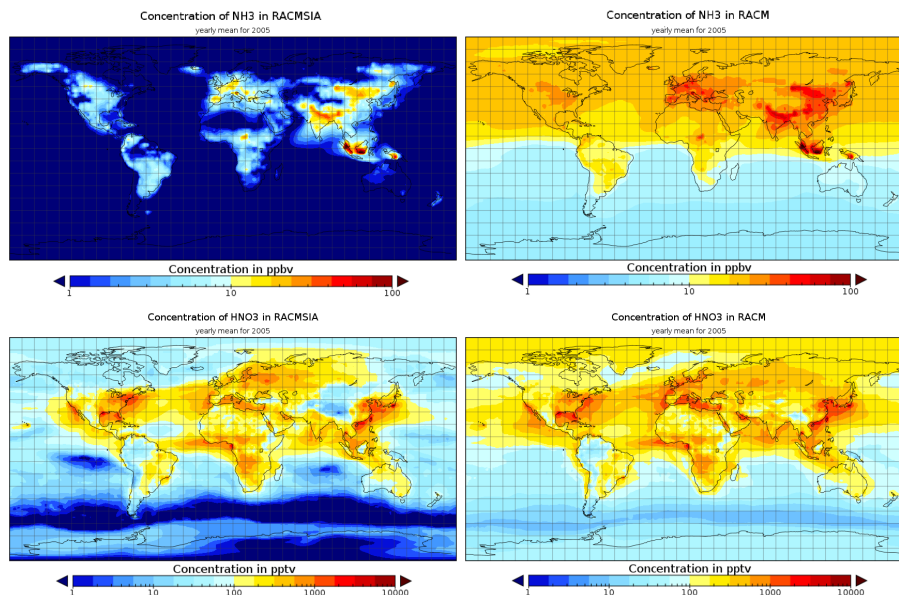 Concentration of NH3 in RACMSIA
yearly mean for 2005
Concentration of NH3 in RACM
yearly mean for 2005
Concentration in ppbv
1 10 100
Concentration in ppbv
1 10 100
Concentration of HNO3 in RACMSIA
yearly mean for 2005
Concentration of HNO3 in RACM
yearly mean for 2005
Concentration in pptv
1 10 100 1000 10000
Concentration in pptv
1 10 100 1000 10000